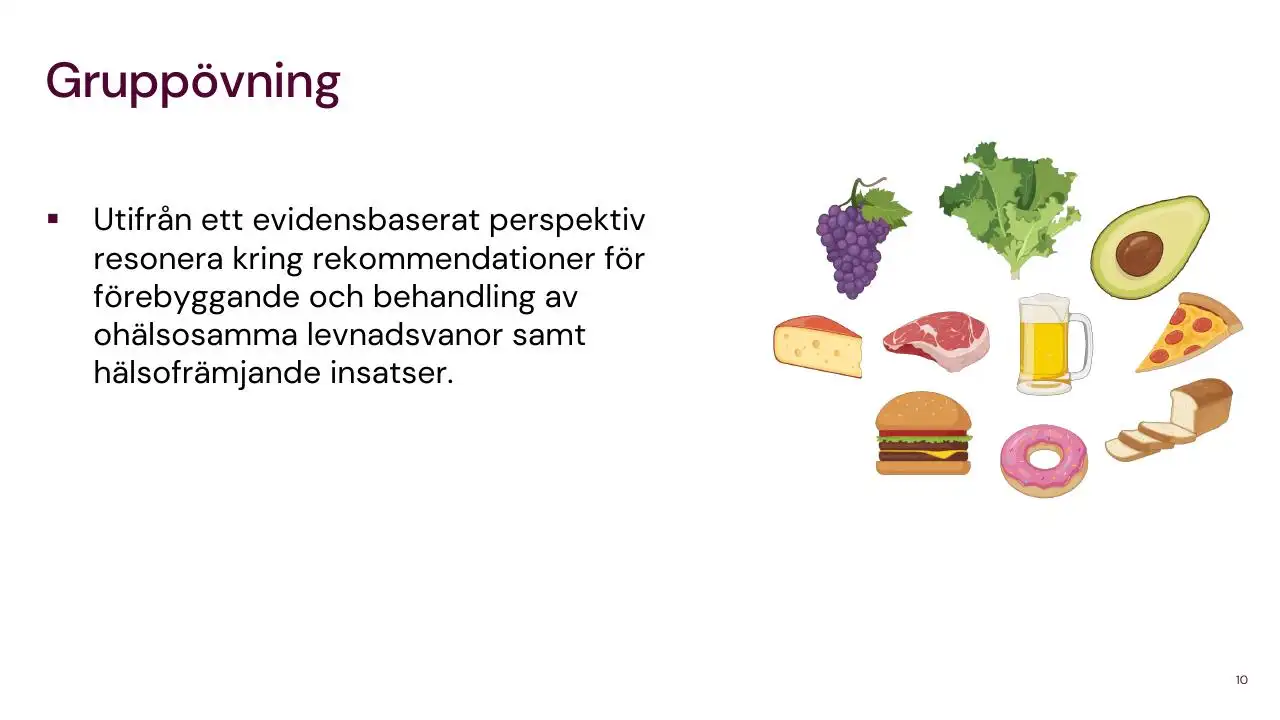 Gruppövning
▪ Utifrån ett evidensbaserat perspektiv
resonera kring rekommendationer för
förebyggande och behandling av
ohälsosamma levnadsvanor samt
hälsofrämjande insatser.
10